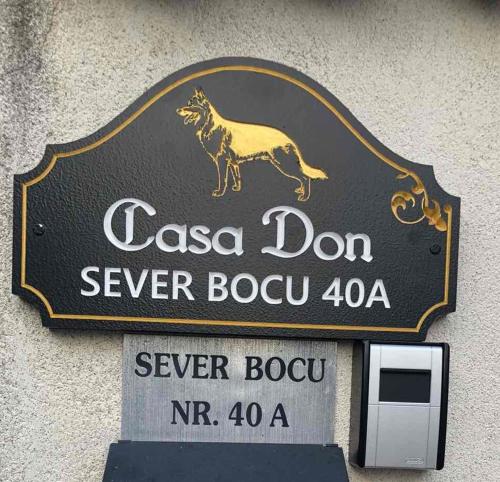 Casa Don
SEVER BOCU 40A
SEVER BOCU
NR. 40 A